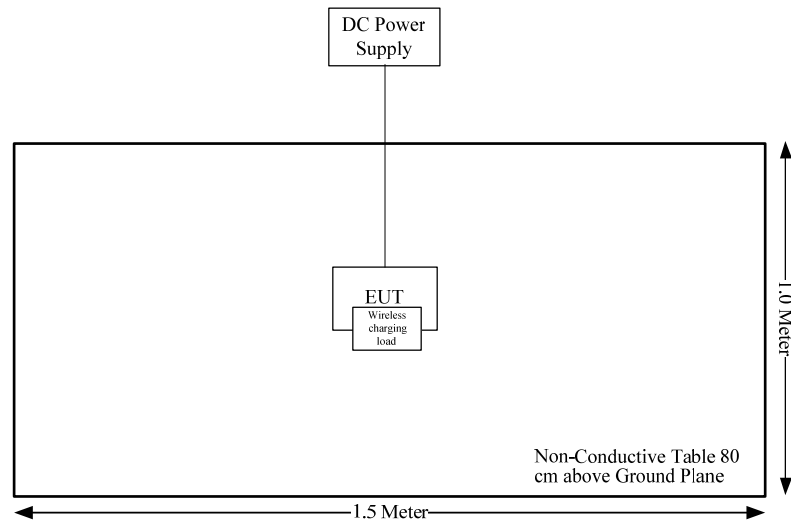 DC Power
Supply
EUT
Wireless
charging
load
1.0 Meter
Non-Conductive Table 80
cm above Ground Plane
1.5 Meter